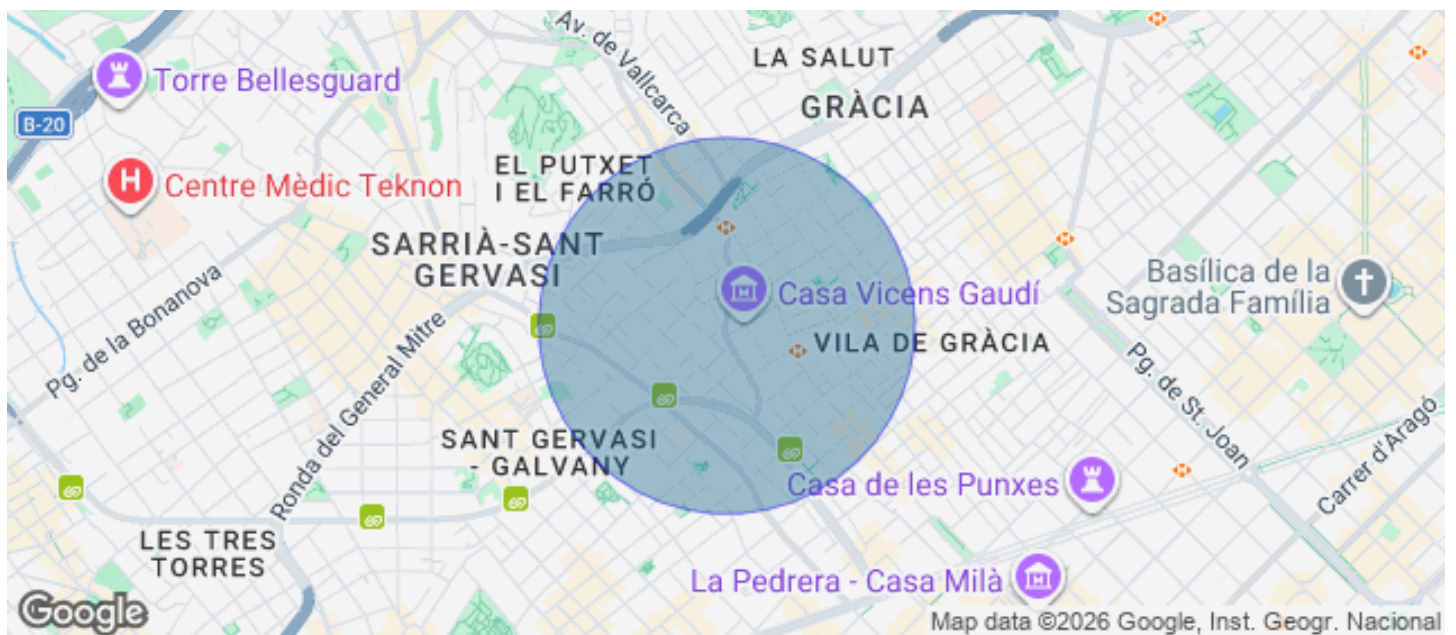 Av. de Vallcarca
LA SALUT
GRÀCIA
Torre Bellesguard
B-20
H
Centre Mèdic Teknon
EL PUTXET
I EL FARRÓ
SARRIÀ-SANT
GERVASI
Pg. de la Bonanova
Ronda del General Mitre
Casa Vicens Gaudí
VILA DE GRÀCIA
Basílica de la
Sagrada Família
Pg. de St. Joan
Carrer d'Aragó
SANT GERVASI
- GALVANY
Casa de les Punxes
LES TRES
TORRES
La Pedrera - Casa Milà
Google
Map data ©2026 Google, Inst. Geogr. Nacional